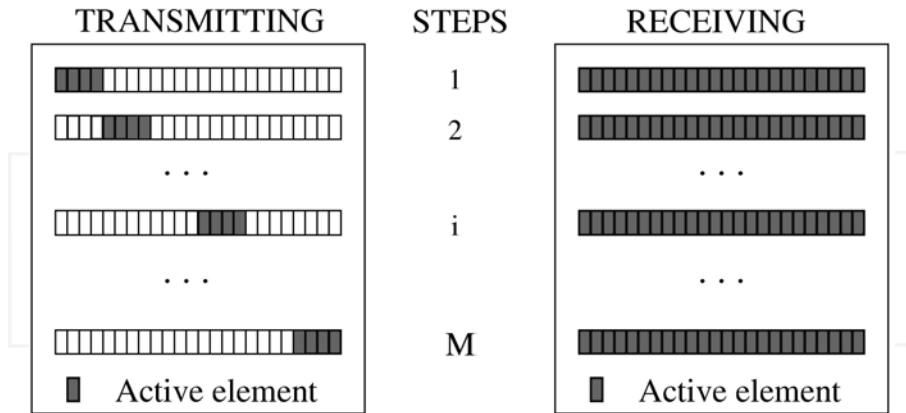 TRANSMITTING STEPS RECEIVING
1
2
. . . . . .
i
. . . . . .
M
Active element Active element